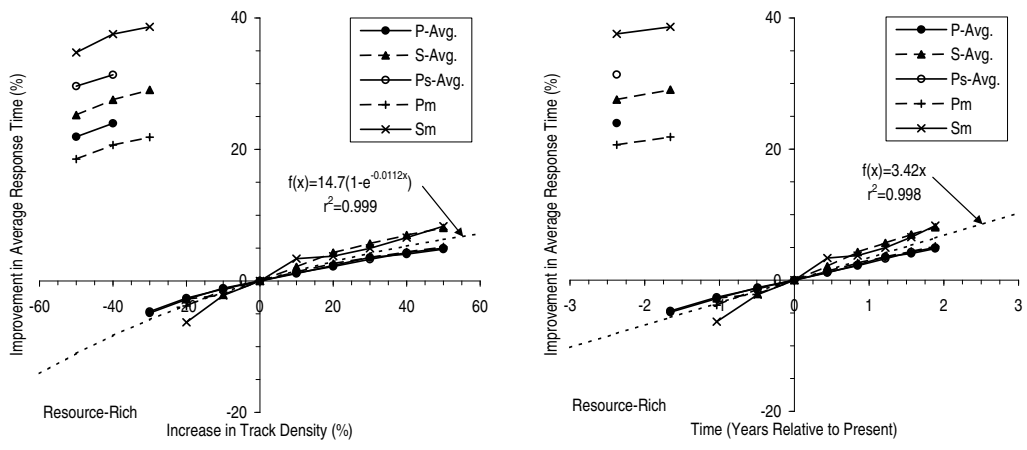 Improvement in Average Response Time (%)
40
20
0
-20
-60
-40
-20
0
20
40
60
P-Avg.
S-Avg.
Ps-Avg.
Pm
Sm
f(x)=14.7(1-e^-0.0112x)
r²=0.999
Resource-Rich
Increase in Track Density (%)
Improvement in Average Response Time (%)
40
20
0
-20
-3
-2
-1
0
1
2
3
P-Avg.
S-Avg.
Ps-Avg.
Pm
Sm
f(x)=3.42x
r²=0.998
Resource-Rich
Time (Years Relative to Present)